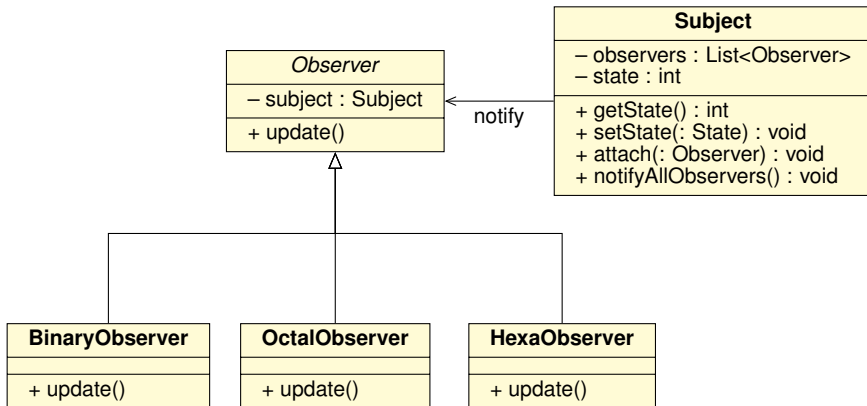 Subject
– observers : List<Observer>
– state : int
+ getState() : int
+ setState(: State) : void
+ attach(: Observer) : void
+ notifyAllObservers() : void
Observer
– subject : Subject
+ update()
notify
BinaryObserver
+ update()
OctalObserver
+ update()
HexaObserver
+ update()